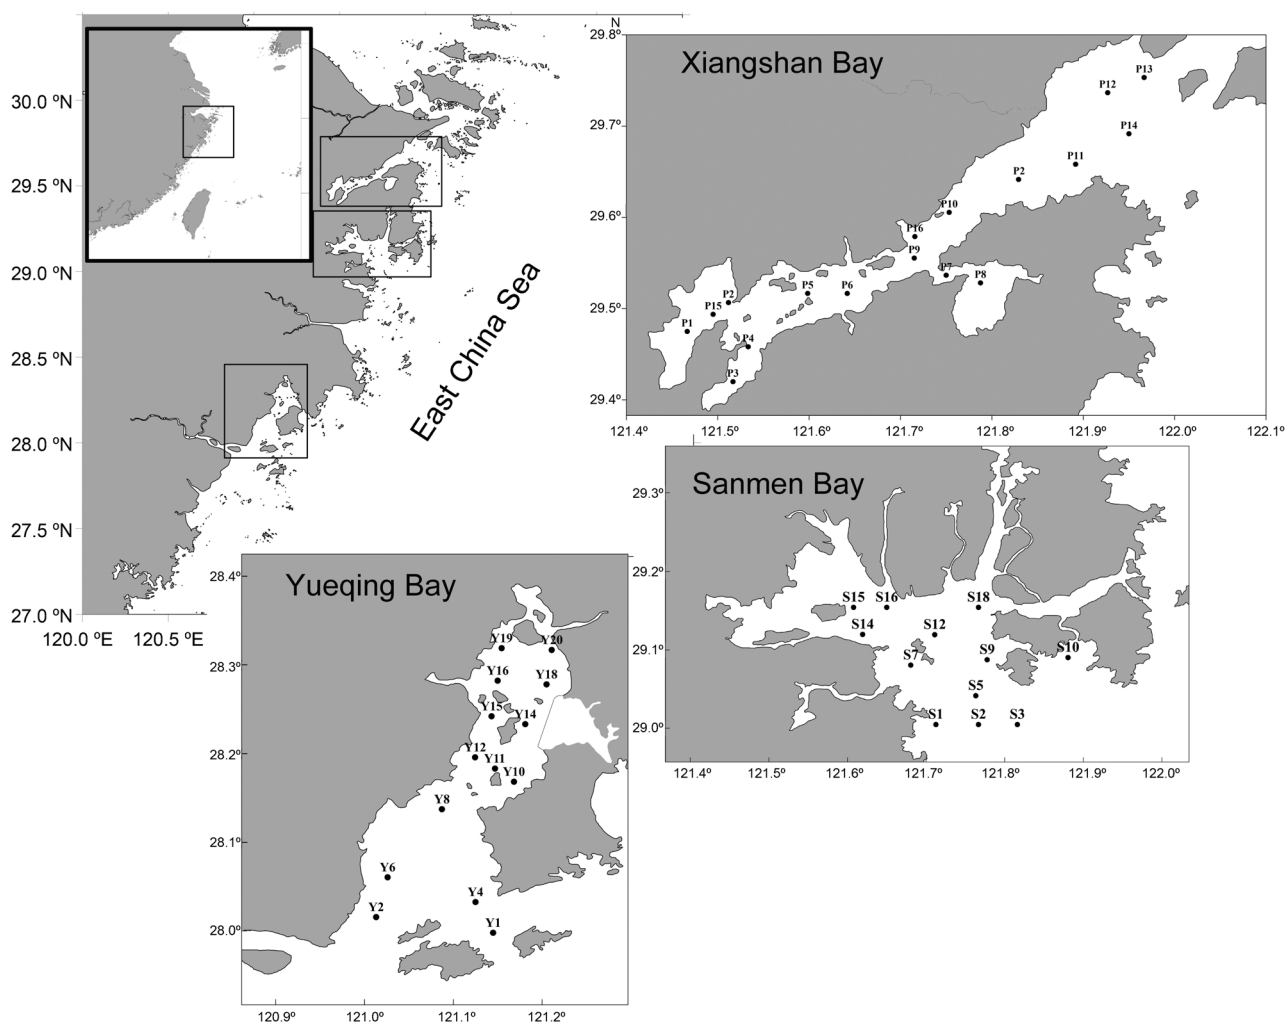 N
30.0 ºN
29.5 ºN
29.0 ºN
28.5 ºN
28.0 ºN
27.5 ºN
27.0 ºN
120.0 ºE
120.5 ºE
East China Sea
Xiangshan Bay
29.8º
29.7º
29.6º
29.5º
29.4º
121.4º
121.5º
121.6º
121.7º
121.8º
121.9º
122.0º
122.1º
P13
P12
P14
P11
P2
P10
P16
P9
P7
P8
P5
P6
P2
P15
P1
P4
P3
Sanmen Bay
29.3º
29.2º
29.1º
29.0º
121.4º
121.5º
121.6º
121.7º
121.8º
121.9º
122.0º
S15
S16
S18
S14
S12
S7
S9
S10
S5
S1
S2
S3
Yueqing Bay
28.4º
28.3º
28.2º
28.1º
28.0º
120.9º
121.0º
121.1º
121.2º
Y19
Y20
Y16
Y18
Y15
Y14
Y12
Y11
Y10
Y8
Y6
Y4
Y2
Y1